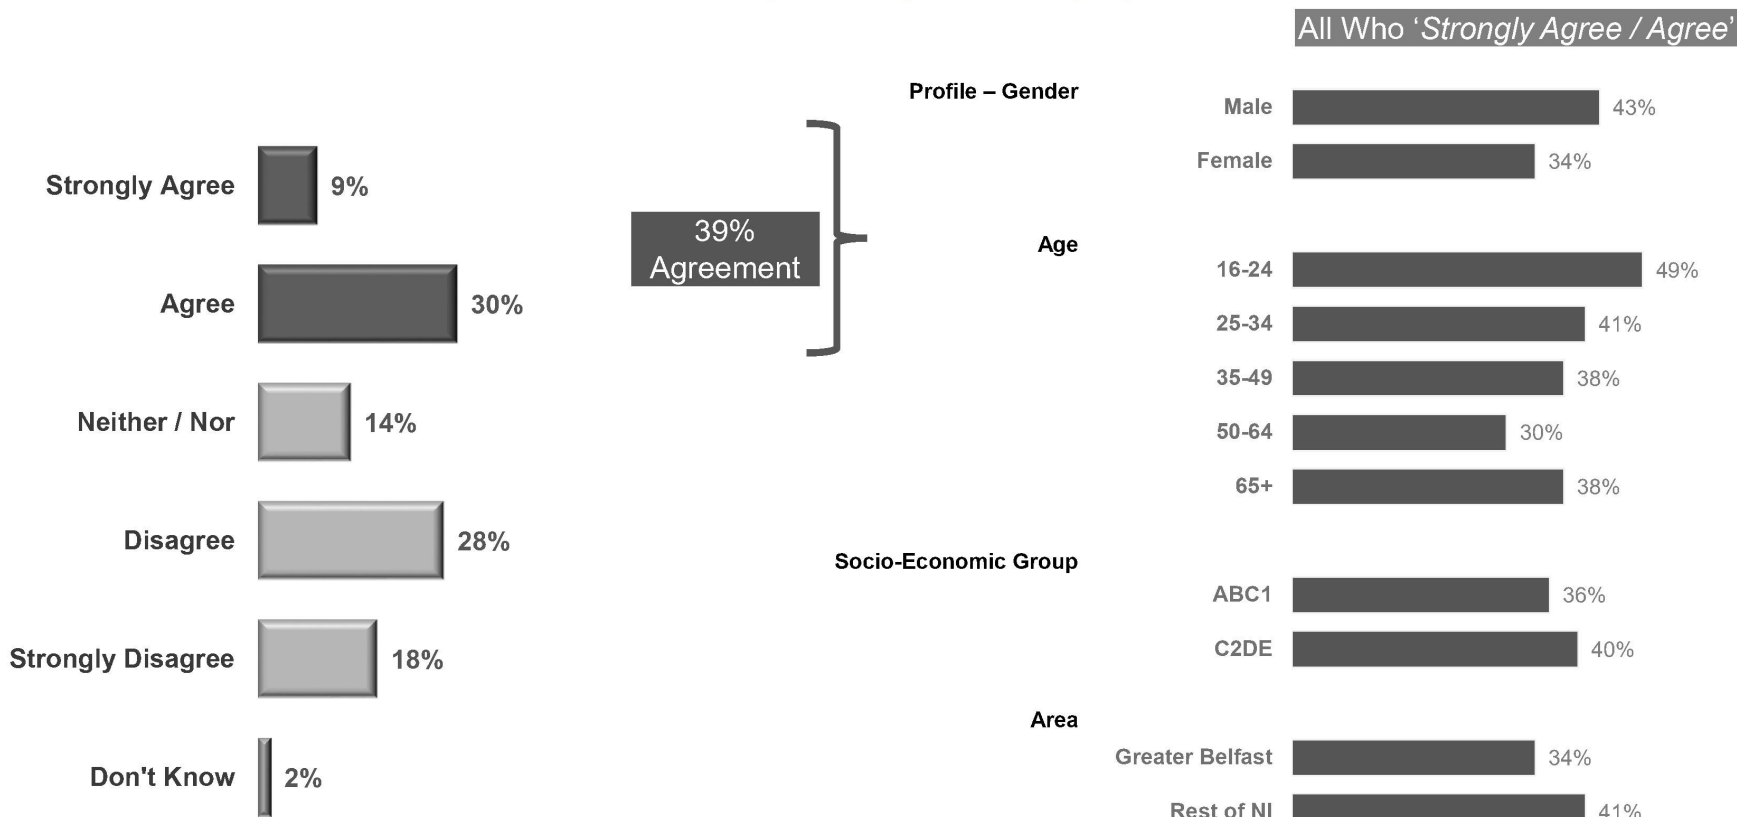 All Who ‘Strongly Agree / Agree’
Strongly Agree 9%
Agree 30%
Neither / Nor 14%
Disagree 28%
Strongly Disagree 18%
Don't Know 2%
39%
Agreement
Profile – Gender
Male 43%
Female 34%
Age
16-24 49%
25-34 41%
35-49 38%
50-64 30%
65+ 38%
Socio-Economic Group
ABC1 36%
C2DE 40%
Area
Greater Belfast 34%
Rest of NI 41%